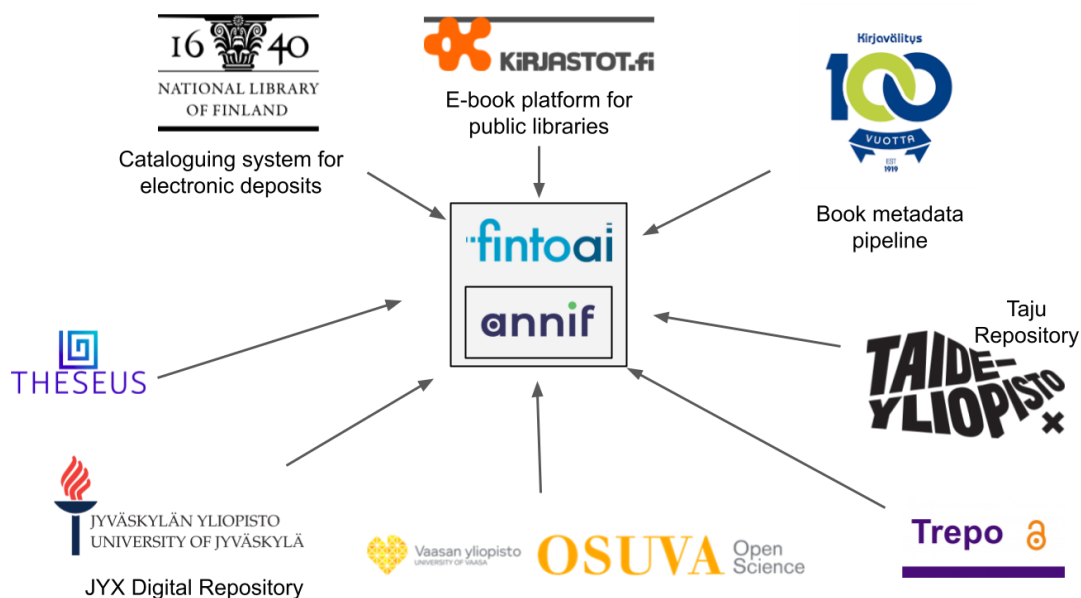 16 40
NATIONAL LIBRARY
OF FINLAND
Cataloguing system for
electronic deposits
KiRJASTOT.fi
E-book platform for
public libraries
Kirjavälitys
100
VUOTTA
EST
1919
Book metadata
pipeline
fintoai
annif
THESEUS
Taju
Repository
TAIDE-
YLIOPISTO
JYVÄSKYLÄN YLIOPISTO
UNIVERSITY OF JYVÄSKYLÄ
JYX Digital Repository
Vaasan yliopisto
UNIVERSITY OF VAASA
OSUVA
Open
Science
Trepo